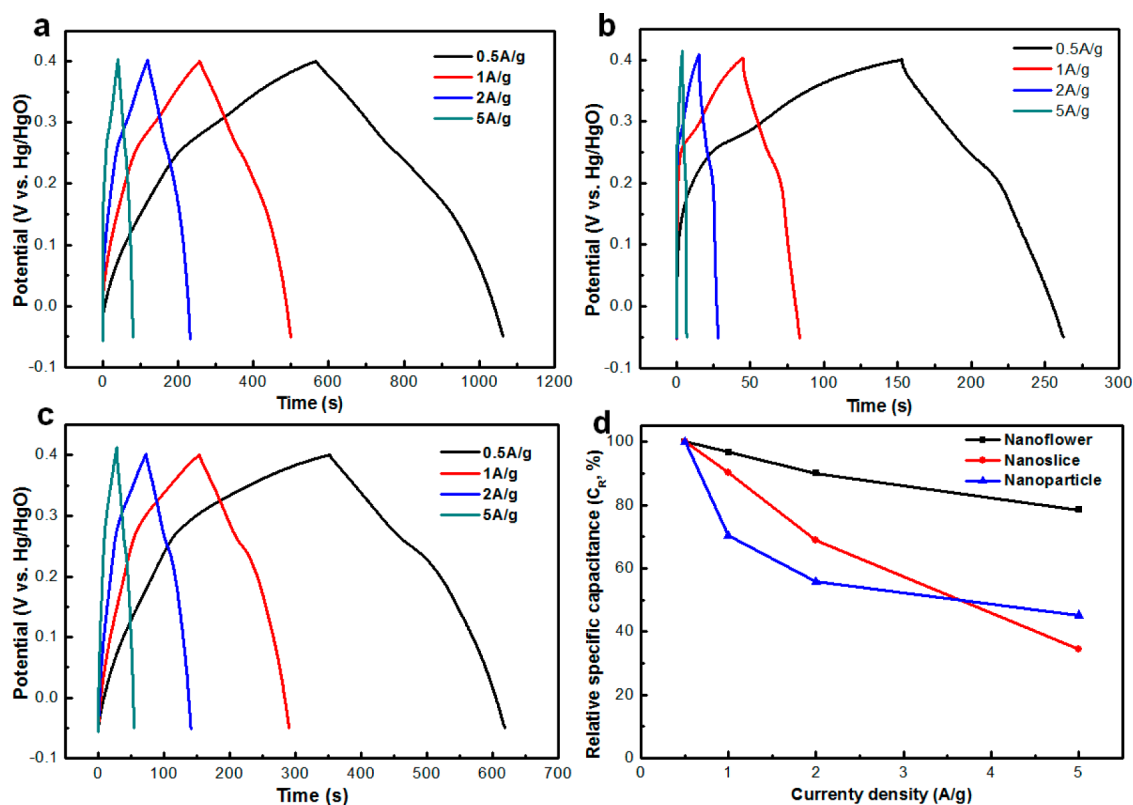 a
0.5A/g
1A/g
2A/g
5A/g
Potential (V vs. Hg/HgO)
0.4
0.3
0.2
0.1
0.0
-0.1
0 200 400 600 800 1000 1200
Time (s)
b
0.5A/g
1A/g
2A/g
5A/g
Potential (V vs. Hg/HgO)
0.4
0.3
0.2
0.1
0.0
-0.1
0 50 100 150 200 250 300
Time (s)
c
0.5A/g
1A/g
2A/g
5A/g
Potential (V vs. Hg/HgO)
0.4
0.3
0.2
0.1
0.0
-0.1
0 100 200 300 400 500 600 700
Time (s)
d
Nanoflower
Nanoslice
Nanoparticle
Relative specific capacitance (CR, %)
100
80
60
40
20
0
0 1 2 3 4 5
Currenty density (A/g)